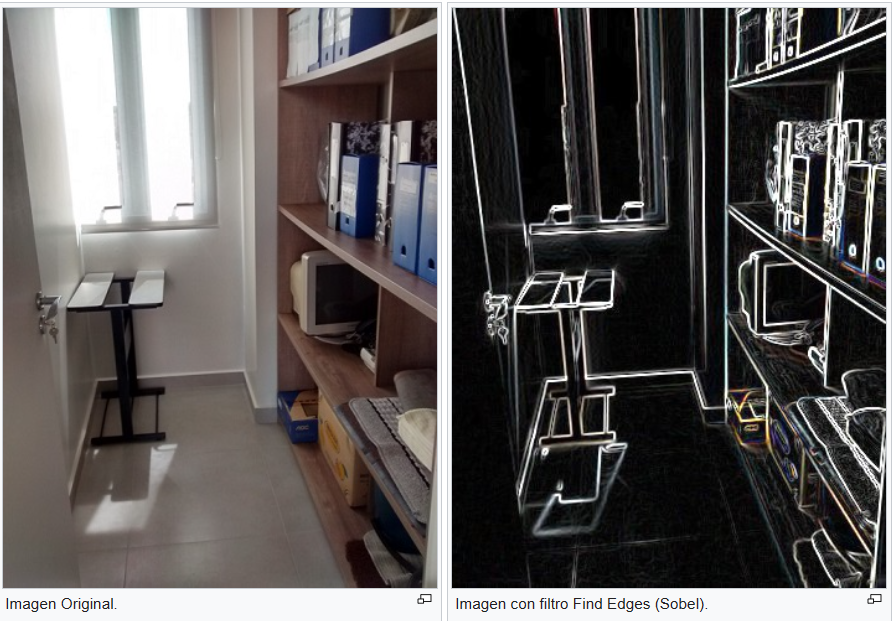 Imagen Original.
Imagen con filtro Find Edges (Sobel).